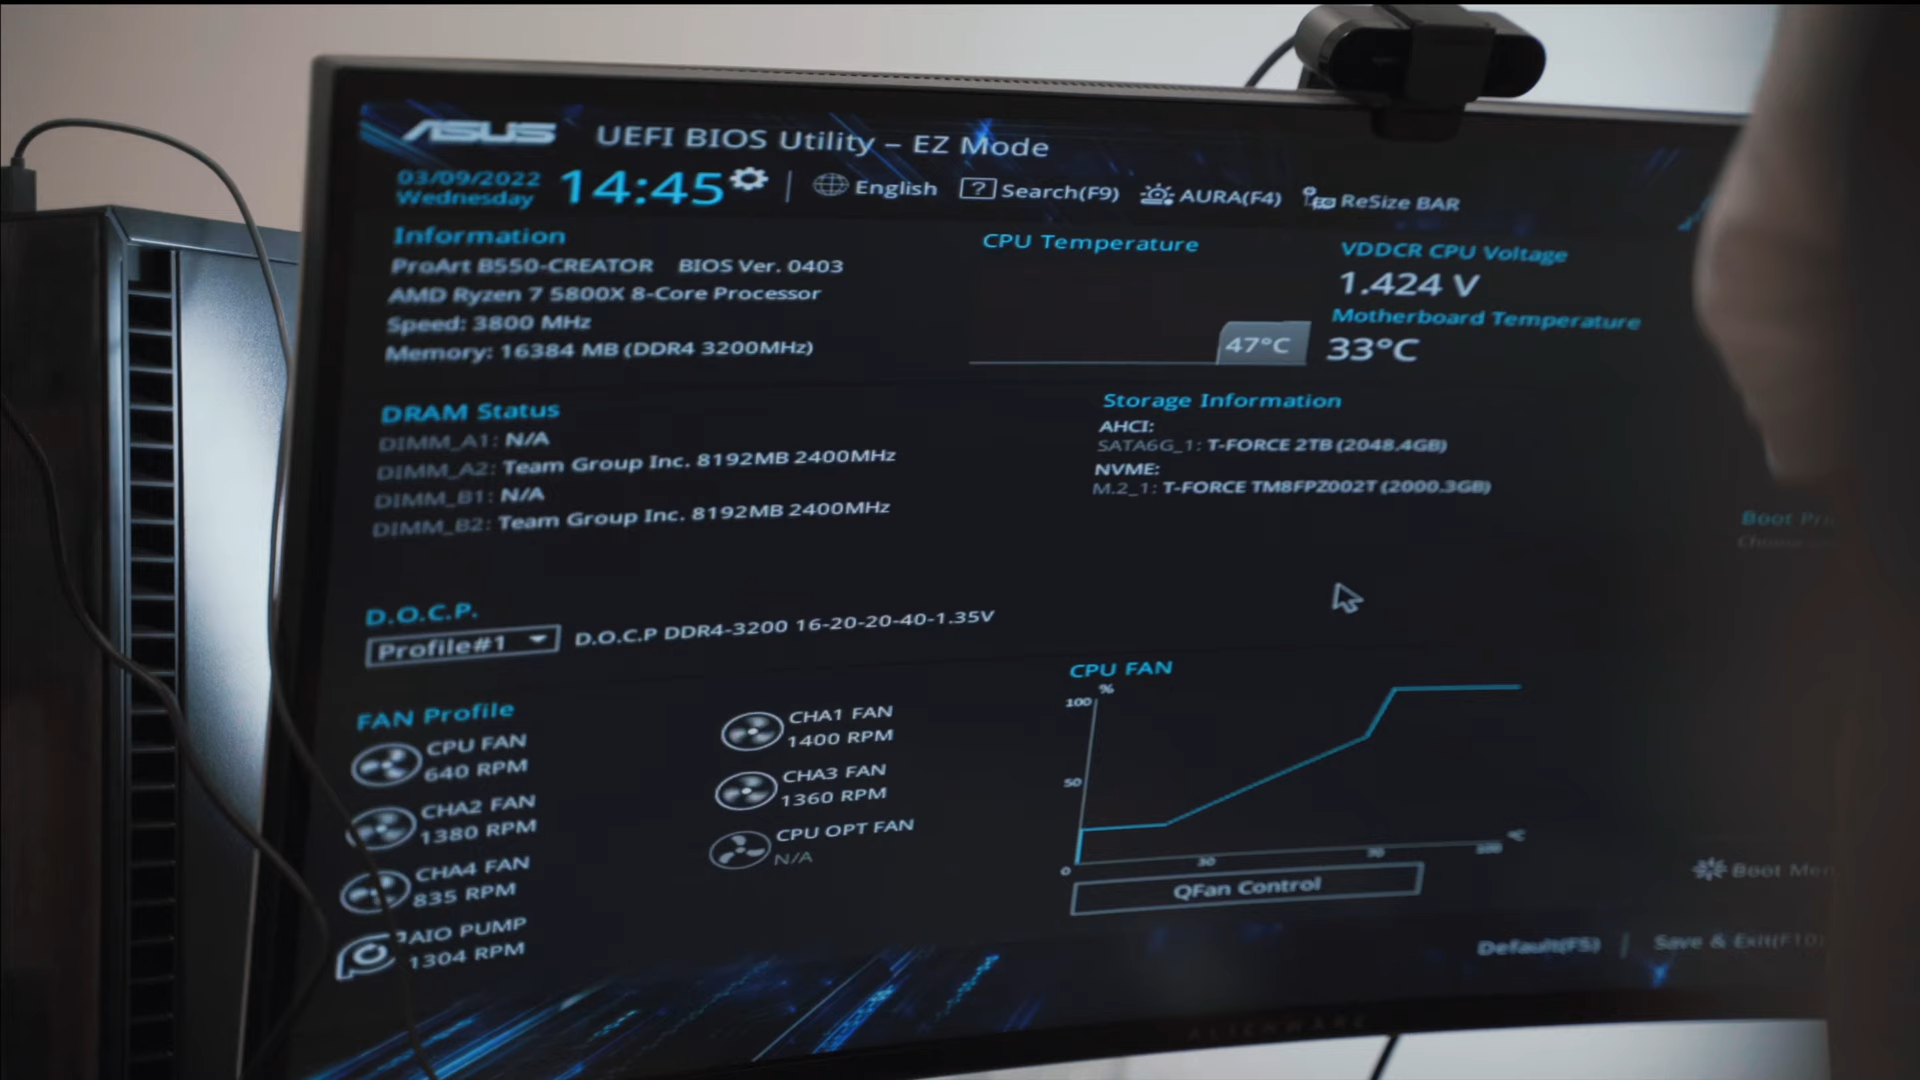 ASUS UEFI BIOS Utility – EZ Mode
03/09/2022
Wednesday
14:45
English
Search(F9)
AURA(F4)
ReSize BAR
Information
ProArt B550-CREATOR BIOS Ver. 0403
AMD Ryzen 7 5800X 8-Core Processor
Speed: 3800 MHz
Memory: 16384 MB (DDR4 3200MHz)
CPU Temperature
47°C
VDDCR CPU Voltage
1.424 V
Motherboard Temperature
33°C
DRAM Status
DIMM_A1: N/A
DIMM_A2: Team Group Inc. 8192MB 2400MHz
DIMM_B1: N/A
DIMM_B2: Team Group Inc. 8192MB 2400MHz
Storage Information
AHCI:
SATA6G_1: T-FORCE 2TB (2048.4GB)
NVME:
M.2_1: T-FORCE TM8FPZ002T (2000.3GB)
Boot
D.O.C.P.
Profile#1
D.O.C.P DDR4-3200 16-20-20-40-1.35V
FAN Profile
CPU FAN
640 RPM
CHA1 FAN
1400 RPM
CHA2 FAN
1380 RPM
CHA3 FAN
1360 RPM
CHA4 FAN
835 RPM
CPU OPT FAN
N/A
AIO PUMP
1304 RPM
CPU FAN
%
100
50
0
30
70
100
°C
QFan Control
Boot
Default(F5)
Save & Exit(F10)
ALIENWARE